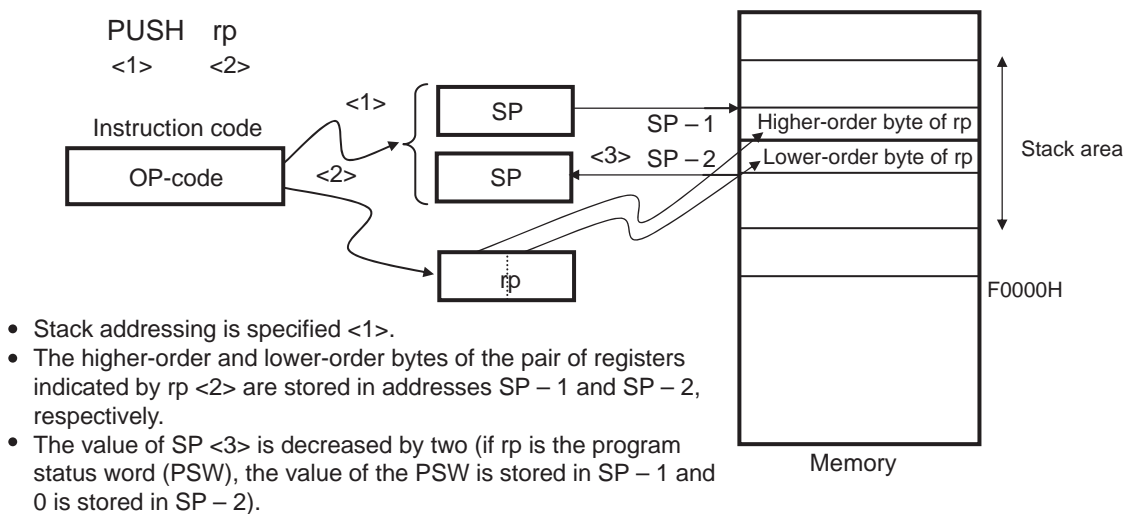 PUSH rp
<1> <2>
Instruction code
OP-code
<1>
<2>
SP
SP
<3>
SP – 1
SP – 2
rp
Higher-order byte of rp
Lower-order byte of rp
Stack area
F0000H
Memory
• Stack addressing is specified <1>.
• The higher-order and lower-order bytes of the pair of registers
indicated by rp <2> are stored in addresses SP – 1 and SP – 2,
respectively.
• The value of SP <3> is decreased by two (if rp is the program
status word (PSW), the value of the PSW is stored in SP – 1 and
0 is stored in SP – 2).